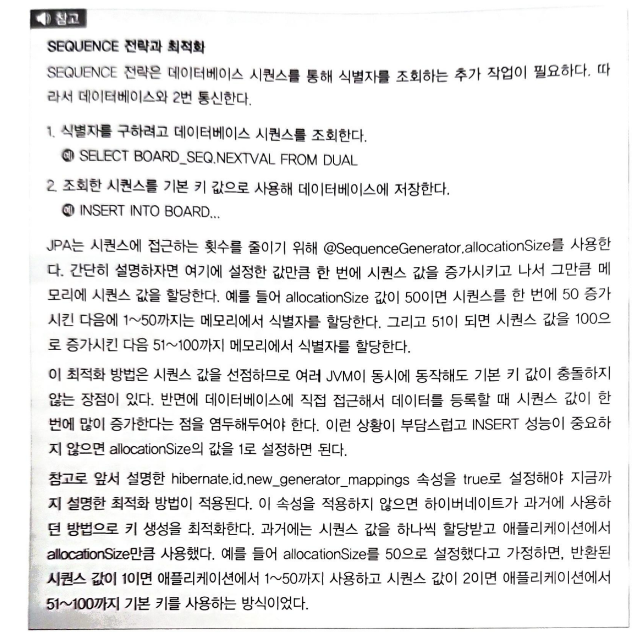 참고
SEQUENCE 전략과 최적화
SEQUENCE 전략은 데이터베이스 시퀀스를 통해 식별자를 조회하는 추가 작업이 필요하다. 따
라서 데이터베이스와 2번 통신한다.
1. 식별자를 구하려고 데이터베이스 시퀀스를 조회한다.
예 SELECT BOARD_SEQ.NEXTVAL FROM DUAL
2. 조회한 시퀀스를 기본 키 값으로 사용해 데이터베이스에 저장한다.
예 INSERT INTO BOARD...
JPA는 시퀀스에 접근하는 횟수를 줄이기 위해 @SequenceGenerator.allocationSize를 사용한
다. 간단히 설명하자면 여기에 설정한 값만큼 한 번에 시퀀스 값을 증가시키고 나서 그만큼 메
모리에 시퀀스 값을 할당한다. 예를 들어 allocationSize 값이 50이면 시퀀스를 한 번에 50 증가
시킨 다음에 1~50까지는 메모리에서 식별자를 할당한다. 그리고 51이 되면 시퀀스 값을 100으
로 증가시킨 다음 51~100까지 메모리에서 식별자를 할당한다.
이 최적화 방법은 시퀀스 값을 선점하므로 여러 JVM이 동시에 동작해도 기본 키 값이 충돌하지
않는 장점이 있다. 반면에 데이터베이스에 직접 접근해서 데이터를 등록할 때 시퀀스 값이 한
번에 많이 증가한다는 점을 염두해두어야 한다. 이런 상황이 부담스럽고 INSERT 성능이 중요하
지 않으면 allocationSize의 값을 1로 설정하면 된다.
참고로 앞서 설명한 hibernate.id.new_generator_mappings 속성을 true로 설정해야 지금까
지 설명한 최적화 방법이 적용된다. 이 속성을 적용하지 않으면 하이버네이트가 과거에 사용하
던 방법으로 키 생성을 최적화한다. 과거에는 시퀀스 값을 하나씩 할당받고 애플리케이션에서
allocationSize만큼 사용했다. 예를 들어 allocationSize를 50으로 설정했다고 가정하면, 반환된
시퀀스 값이 1이면 애플리케이션에서 1~50까지 사용하고 시퀀스 값이 2이면 애플리케이션에서
51~100까지 기본 키를 사용하는 방식이었다.